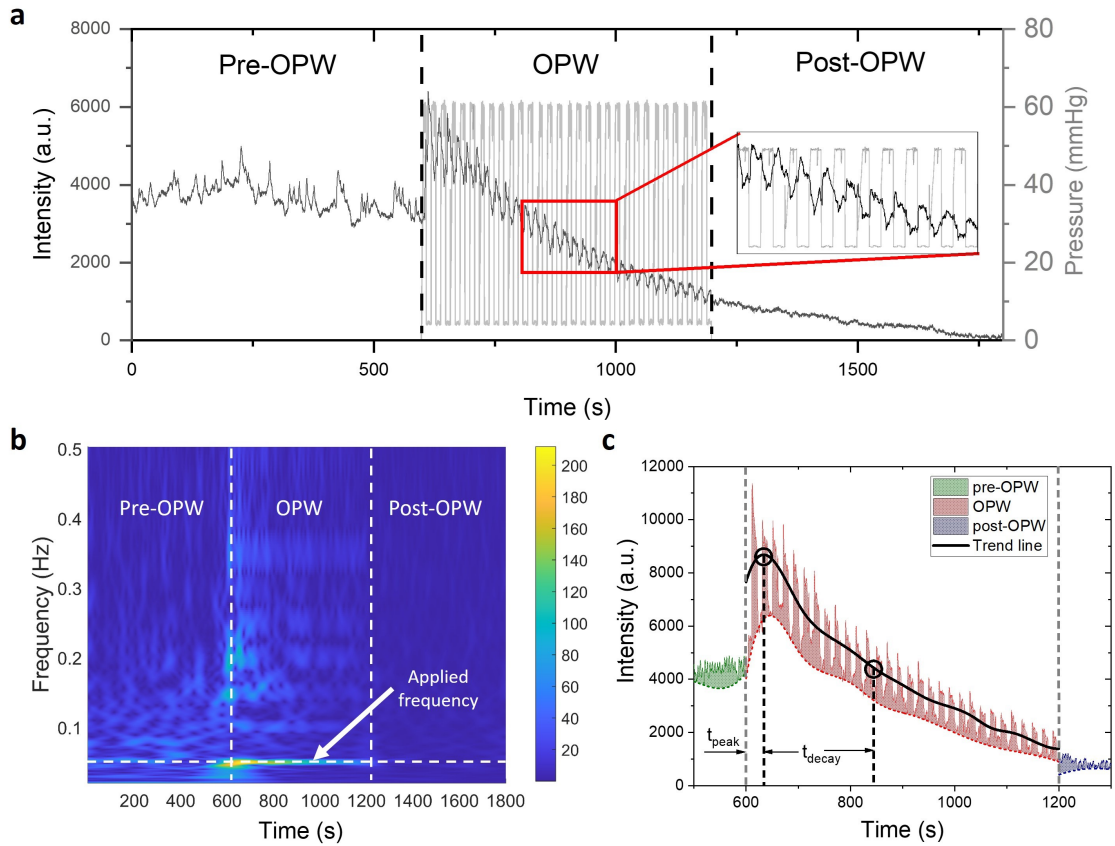 a
Pre-OPW
OPW
Post-OPW
8000
6000
4000
2000
0
Intensity (a.u.)
80
60
40
20
0
Pressure (mmHg)
0
500
1000
1500
Time (s)
b
0.5
0.4
0.3
0.2
0.1
Frequency (Hz)
Pre-OPW
OPW
Post-OPW
Applied
frequency
200
180
160
140
120
100
80
60
40
20
200 400 600 800 1000 1200 1400 1600 1800
Time (s)
c
12000
10000
8000
6000
4000
2000
0
Intensity (a.u.)
pre-OPW
OPW
post-OPW
Trend line
tpeak
tdecay
600
800
1000
1200
Time (s)